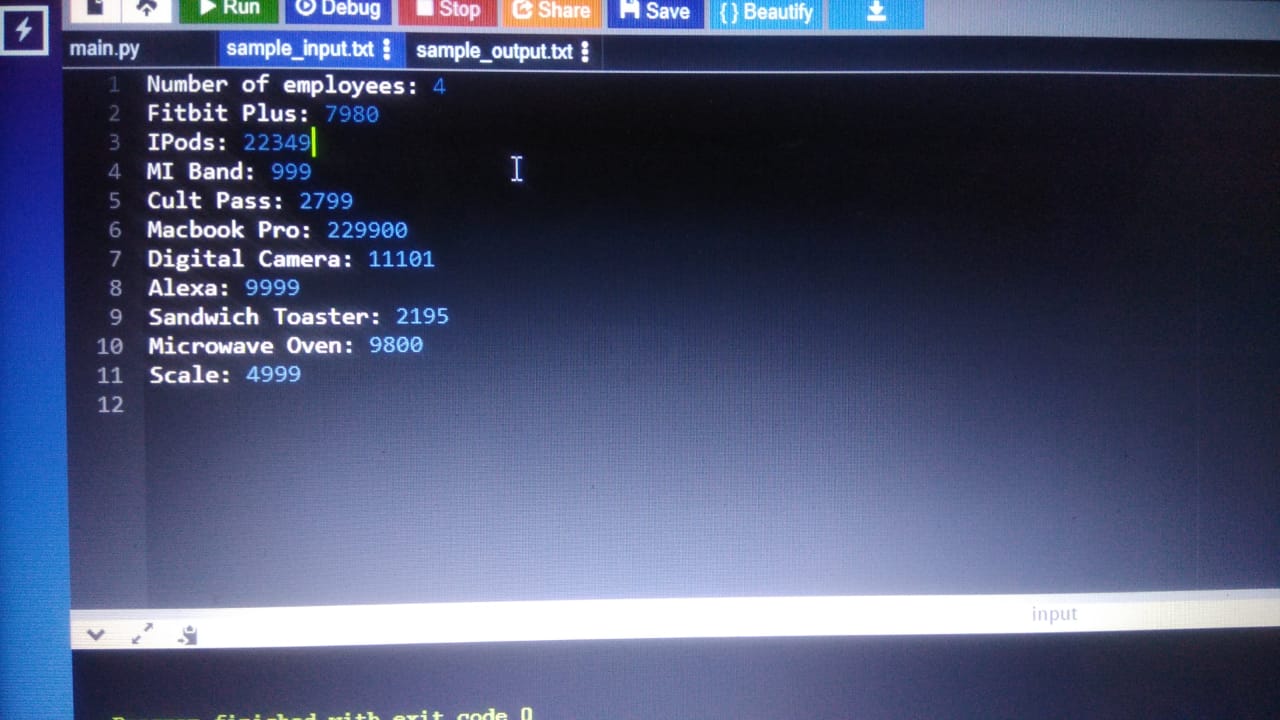 Run Debug Stop Share Save {} Beautify
main.py sample_input.txt sample_output.txt
1 Number of employees: 4
2 Fitbit Plus: 7980
3 IPods: 22349
4 MI Band: 999
5 Cult Pass: 2799
6 Macbook Pro: 229900
7 Digital Camera: 11101
8 Alexa: 9999
9 Sandwich Toaster: 2195
10 Microwave Oven: 9800
11 Scale: 4999
12
input
Program finished with exit code 0